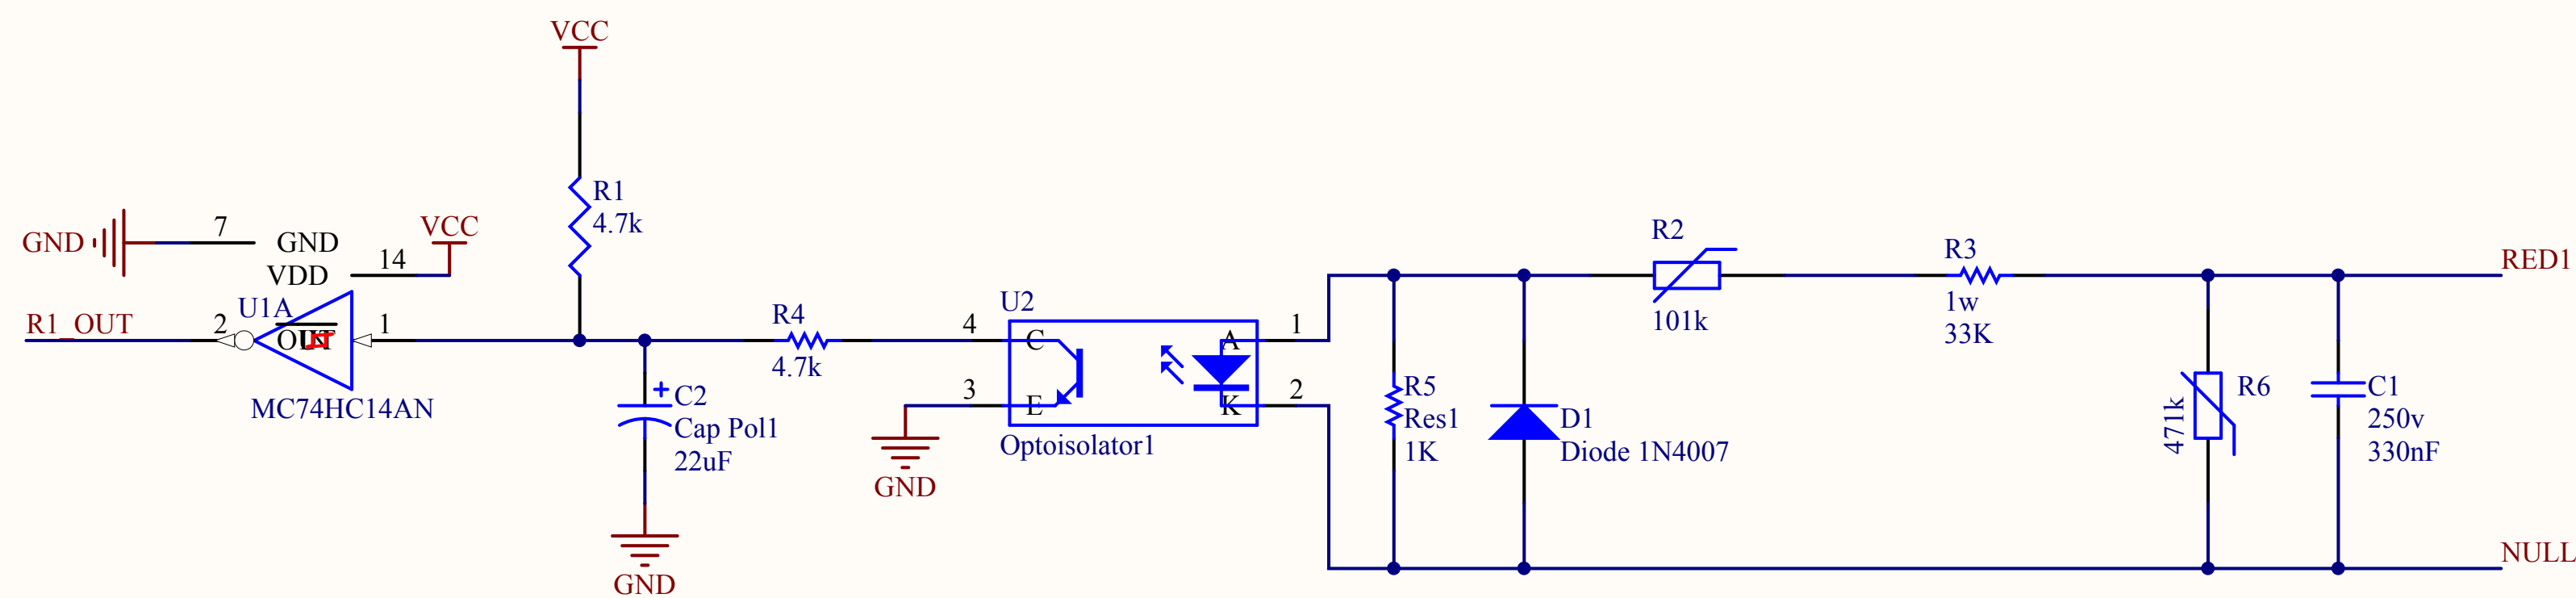 VCC
R1
4.7k
GND
7
GND
VCC
VDD
14
U1A
R1_OUT
2
1
MC74HC14AN
R4
4.7k
C2
Cap Pol1
22uF
GND
U2
4
C
3
E
A
1
K
2
Optoisolator1
GND
R5
Res1
1K
D1
Diode 1N4007
R2
101k
R3
1w
33K
471k
R6
C1
250v
330nF
RED1
NULL